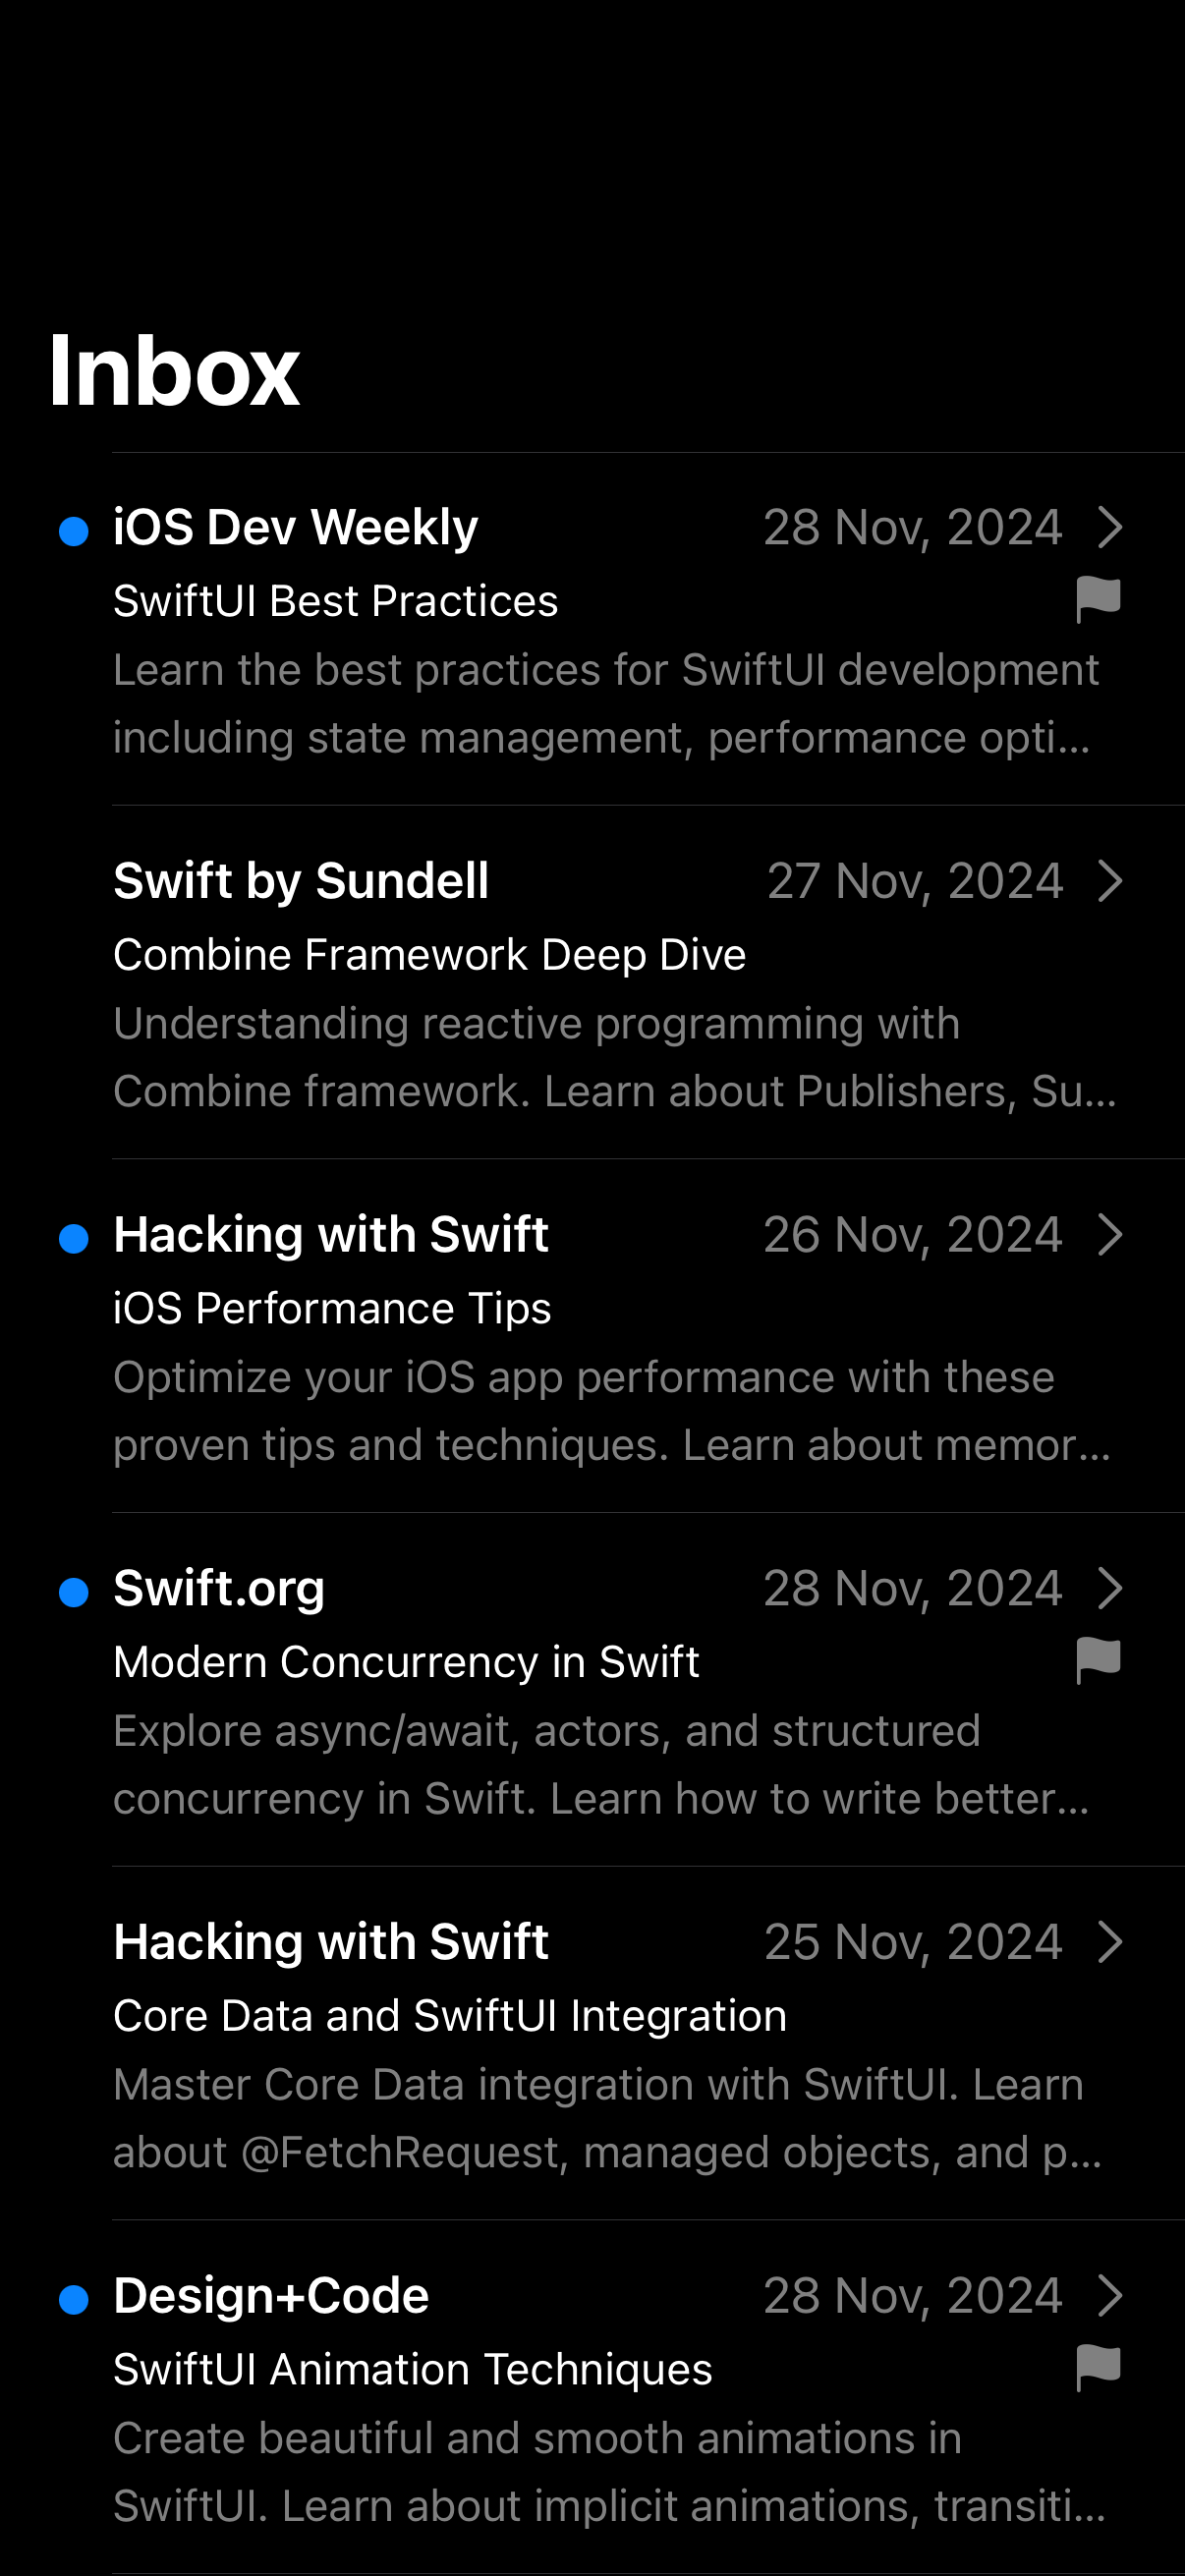 Inbox
iOS Dev Weekly 28 Nov, 2024
SwiftUI Best Practices
Learn the best practices for SwiftUI development
including state management, performance opti...
Swift by Sundell 27 Nov, 2024
Combine Framework Deep Dive
Understanding reactive programming with
Combine framework. Learn about Publishers, Su...
Hacking with Swift 26 Nov, 2024
iOS Performance Tips
Optimize your iOS app performance with these
proven tips and techniques. Learn about memor...
Swift.org 28 Nov, 2024
Modern Concurrency in Swift
Explore async/await, actors, and structured
concurrency in Swift. Learn how to write better...
Hacking with Swift 25 Nov, 2024
Core Data and SwiftUI Integration
Master Core Data integration with SwiftUI. Learn
about @FetchRequest, managed objects, and p...
Design+Code 28 Nov, 2024
SwiftUI Animation Techniques
Create beautiful and smooth animations in
SwiftUI. Learn about implicit animations, transiti...